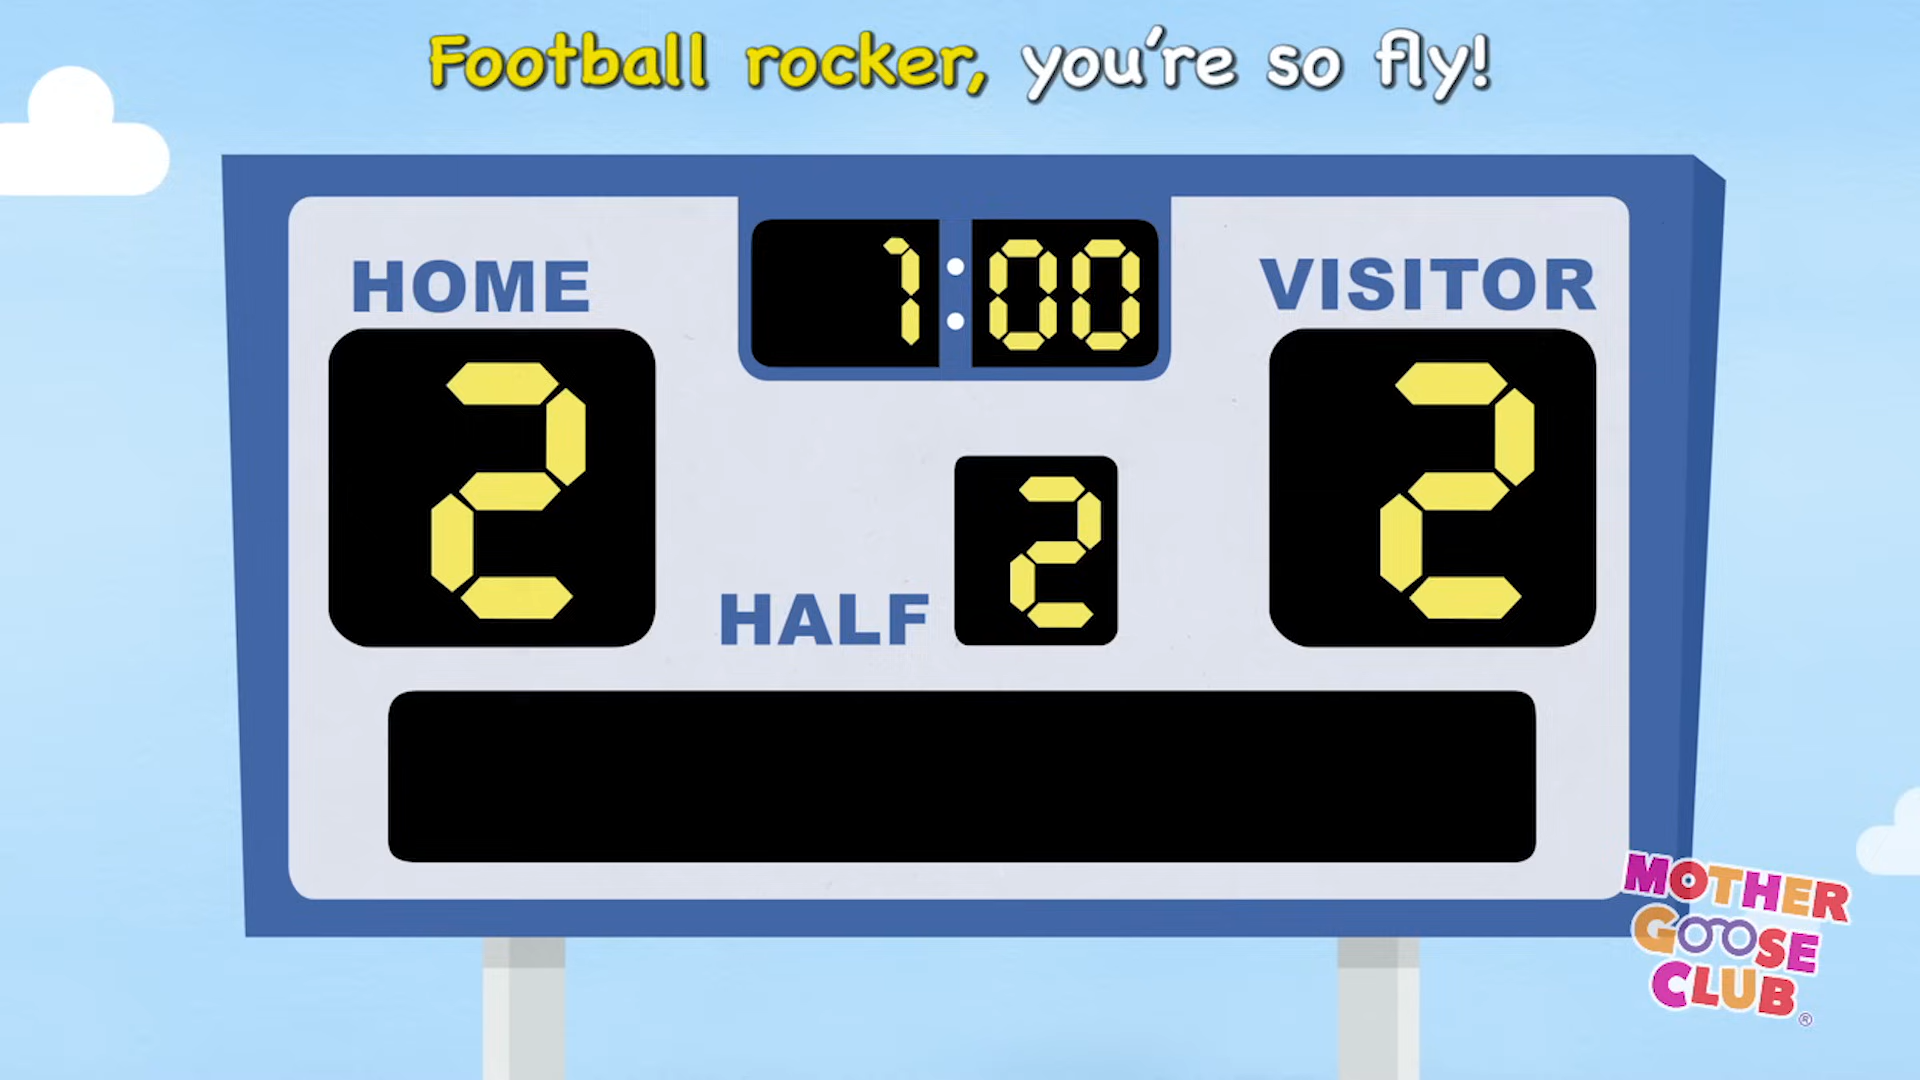 Football rocker, you're so fly!
HOME
1:00
VISITOR
2
2
2
HALF
MOTHER
GOOSE
CLUB®